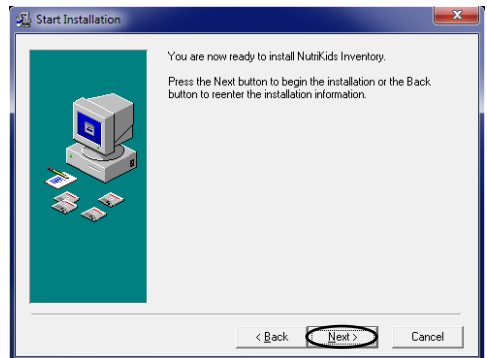 Start Installation
You are now ready to install NutriKids Inventory.
Press the Next button to begin the installation or the Back
button to reenter the installation information.
< Back
Next >
Cancel